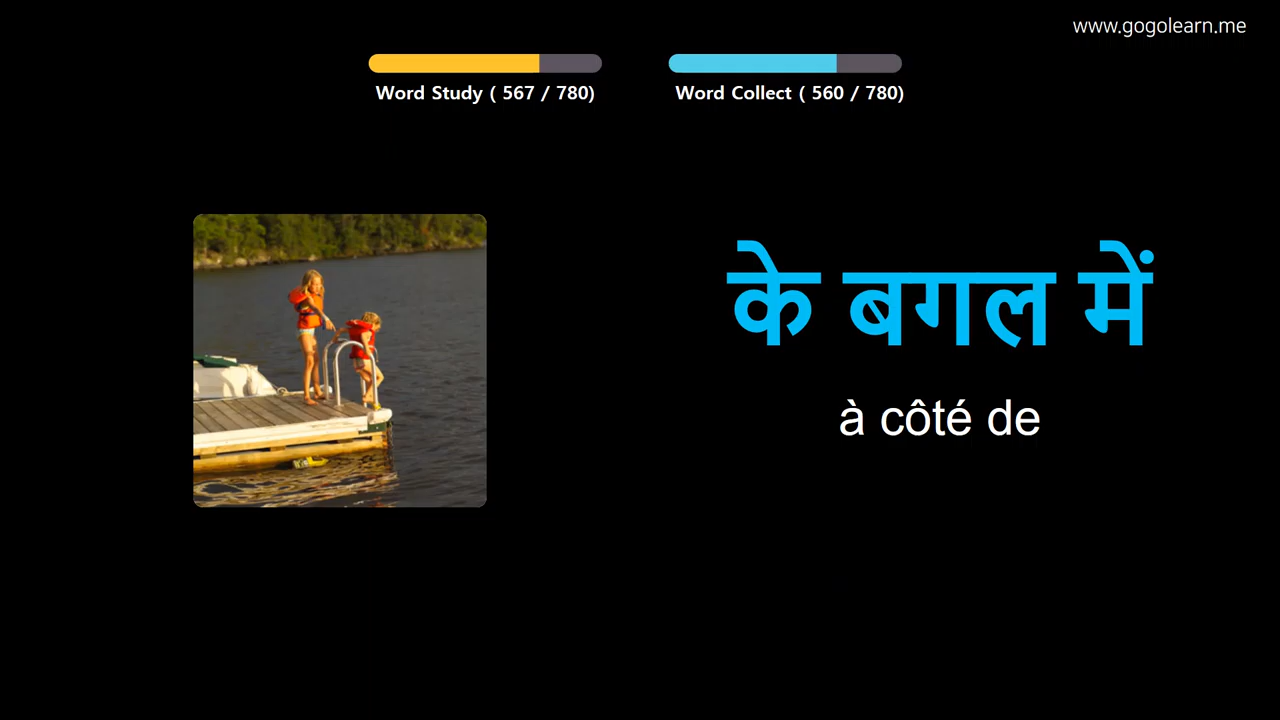 www.gogolearn.me
Word Study ( 567 / 780)
Word Collect ( 560 / 780)
के बगल में
à côté de